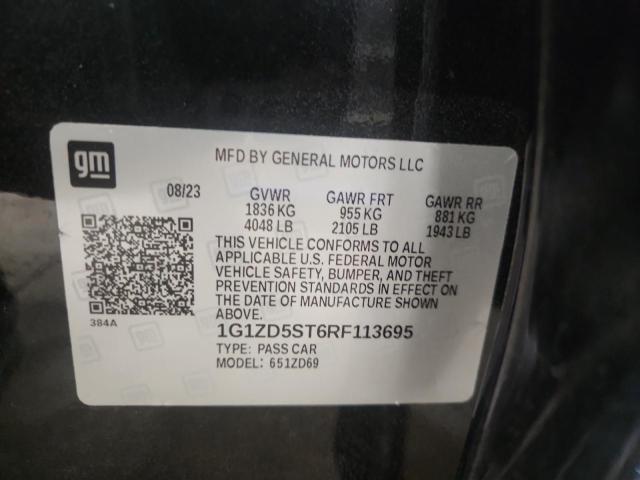 gm
MFD BY GENERAL MOTORS LLC
08/23 GVWR GAWR FRT GAWR RR
1836 KG 955 KG 881 KG
4048 LB 2105 LB 1943 LB
THIS VEHICLE CONFORMS TO ALL
APPLICABLE U.S. FEDERAL MOTOR
VEHICLE SAFETY, BUMPER, AND THEFT
PREVENTION STANDARDS IN EFFECT ON
THE DATE OF MANUFACTURE SHOWN
ABOVE.
384A
1G1ZD5ST6RF113695
TYPE: PASS CAR
MODEL: 651ZD69